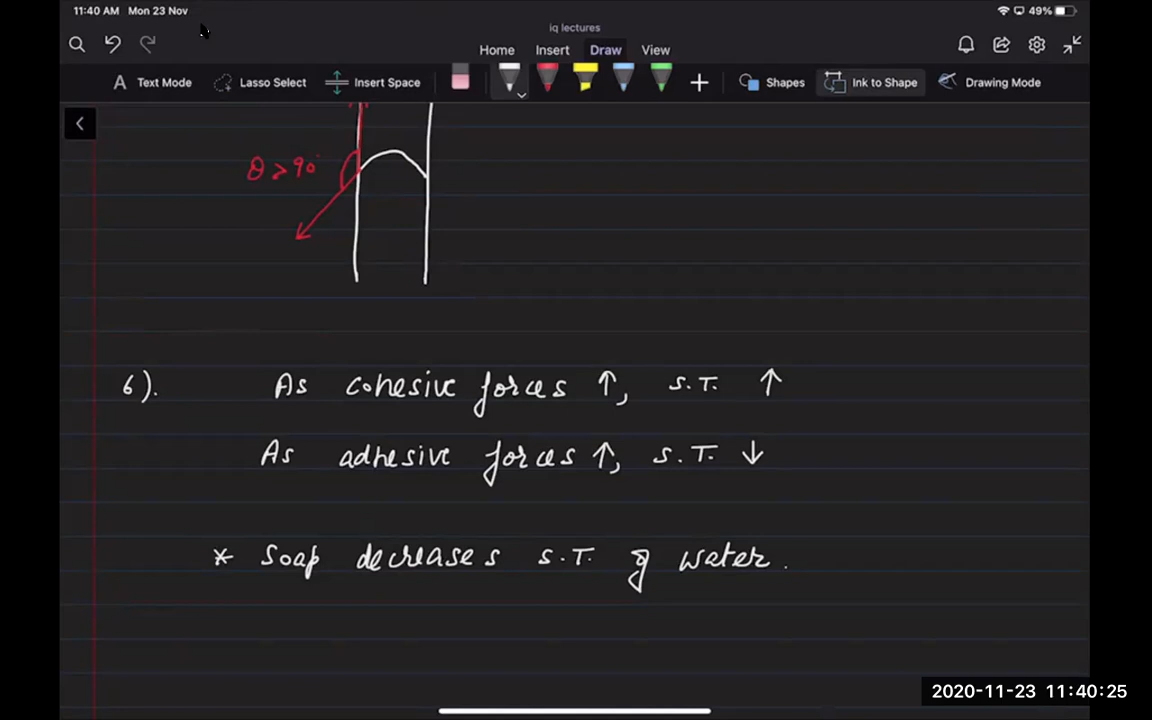 11:40 AM Mon 23 Nov
49%
iq lectures
Home Insert Draw View
Text Mode Lasso Select Insert Space Shapes Ink to Shape Drawing Mode
θ > 90°
6). As cohesive forces ↑, S.T. ↑
As adhesive forces ↑, S.T. ↓
* Soap decreases S.T. of water.
2020-11-23 11:40:25